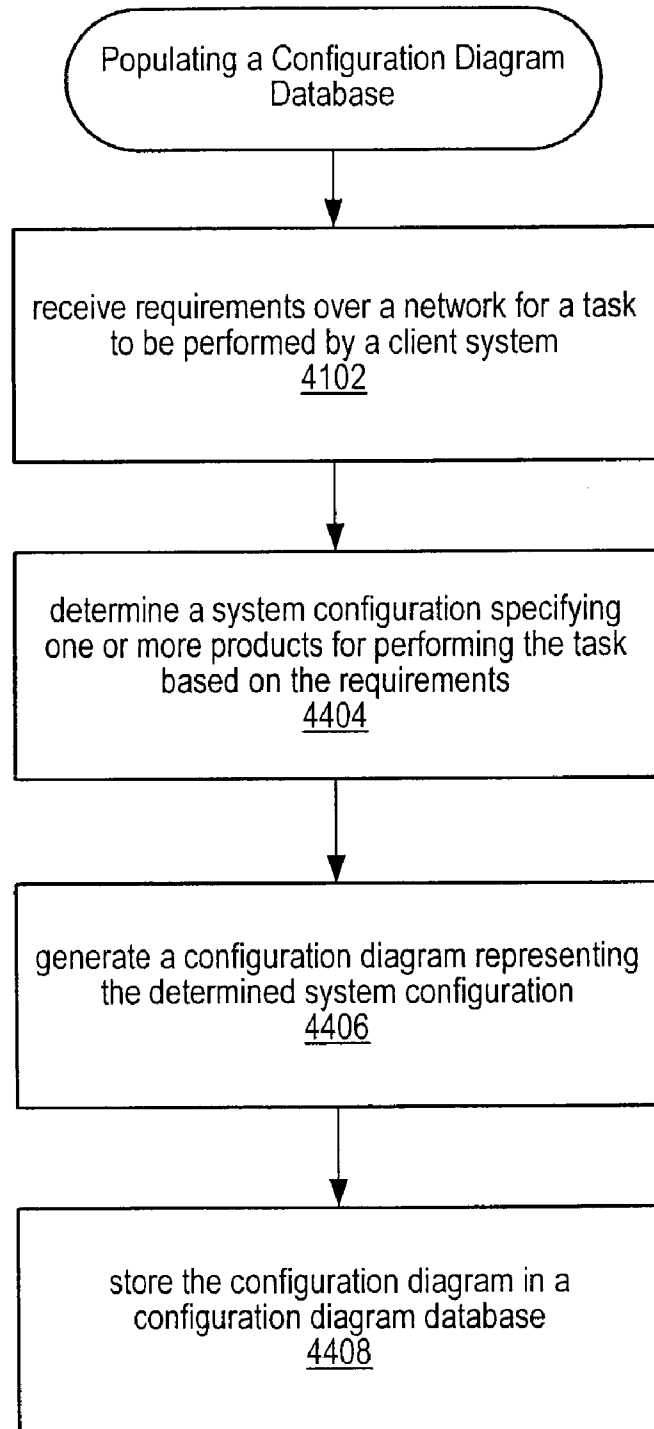 Populating a Configuration Diagram
Database
receive requirements over a network for a task
to be performed by a client system
4102
determine a system configuration specifying
one or more products for performing the task
based on the requirements
4404
generate a configuration diagram representing
the determined system configuration
4406
store the configuration diagram in a
configuration diagram database
4408